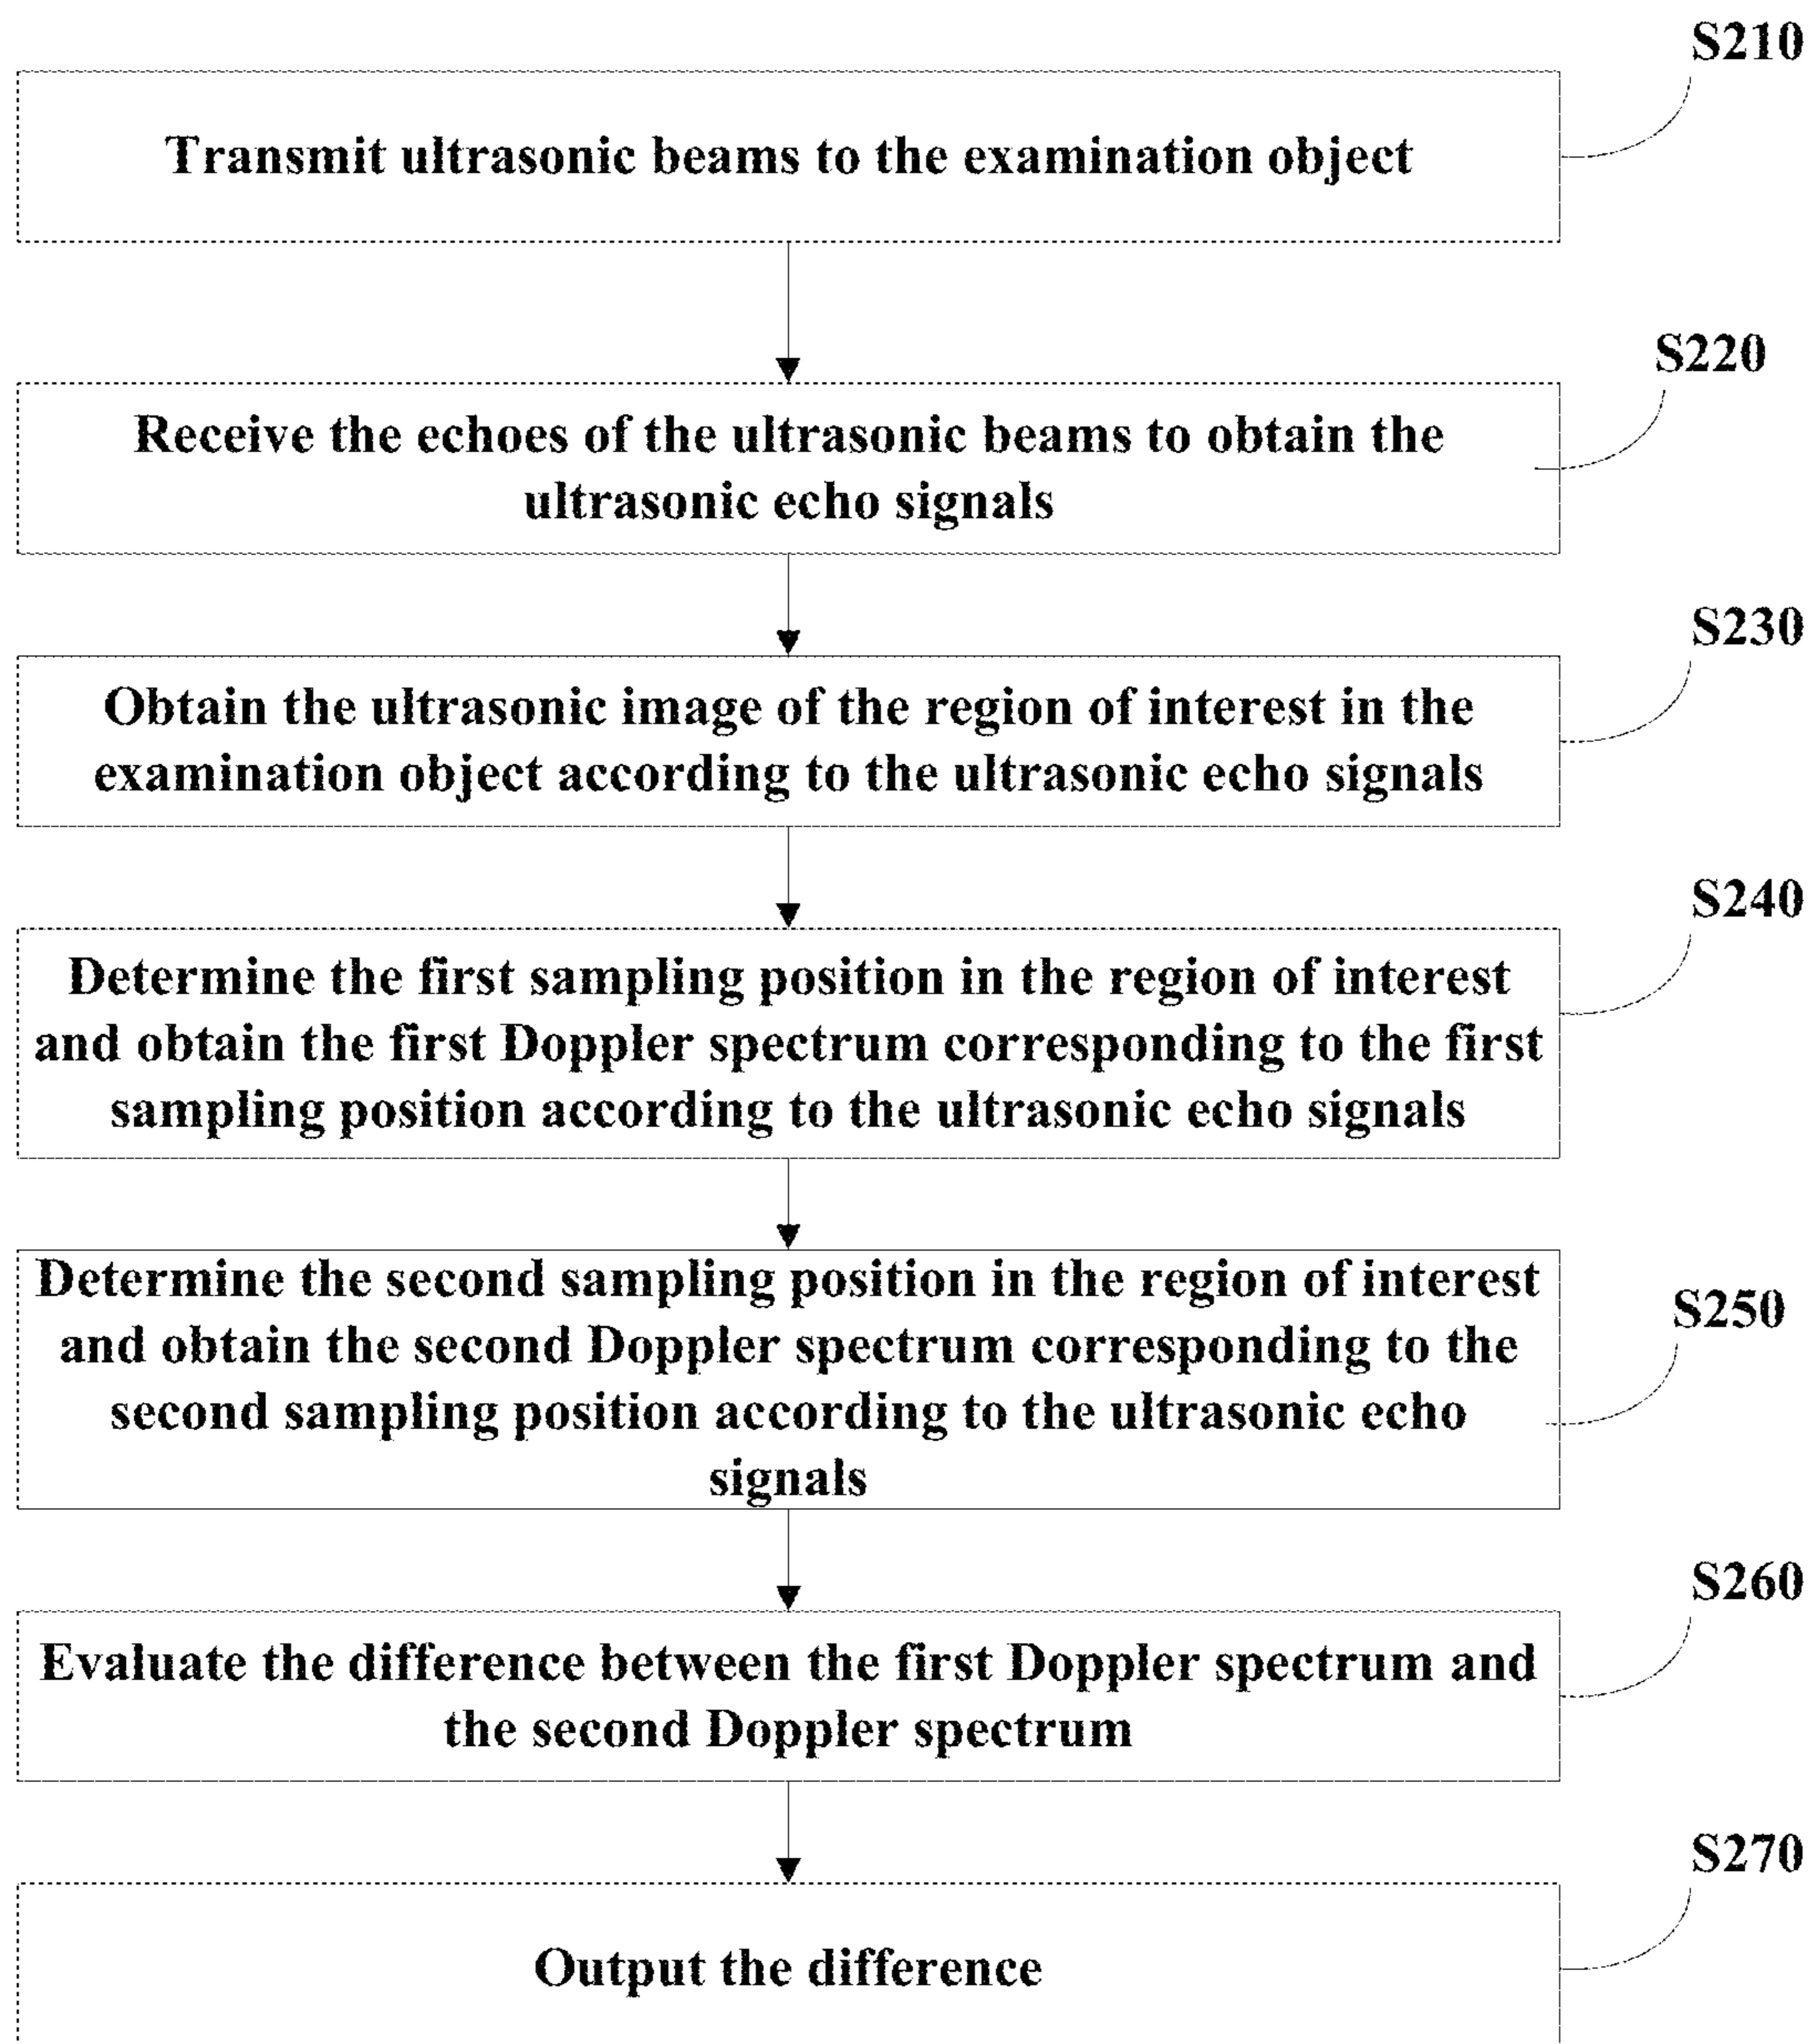 S210
Transmit ultrasonic beams to the examination object
S220
Receive the echoes of the ultrasonic beams to obtain the
ultrasonic echo signals
S230
Obtain the ultrasonic image of the region of interest in the
examination object according to the ultrasonic echo signals
S240
Determine the first sampling position in the region of interest
and obtain the first Doppler spectrum corresponding to the first
sampling position according to the ultrasonic echo signals
S250
Determine the second sampling position in the region of interest
and obtain the second Doppler spectrum corresponding to the
second sampling position according to the ultrasonic echo
signals
S260
Evaluate the difference between the first Doppler spectrum and
the second Doppler spectrum
S270
Output the difference